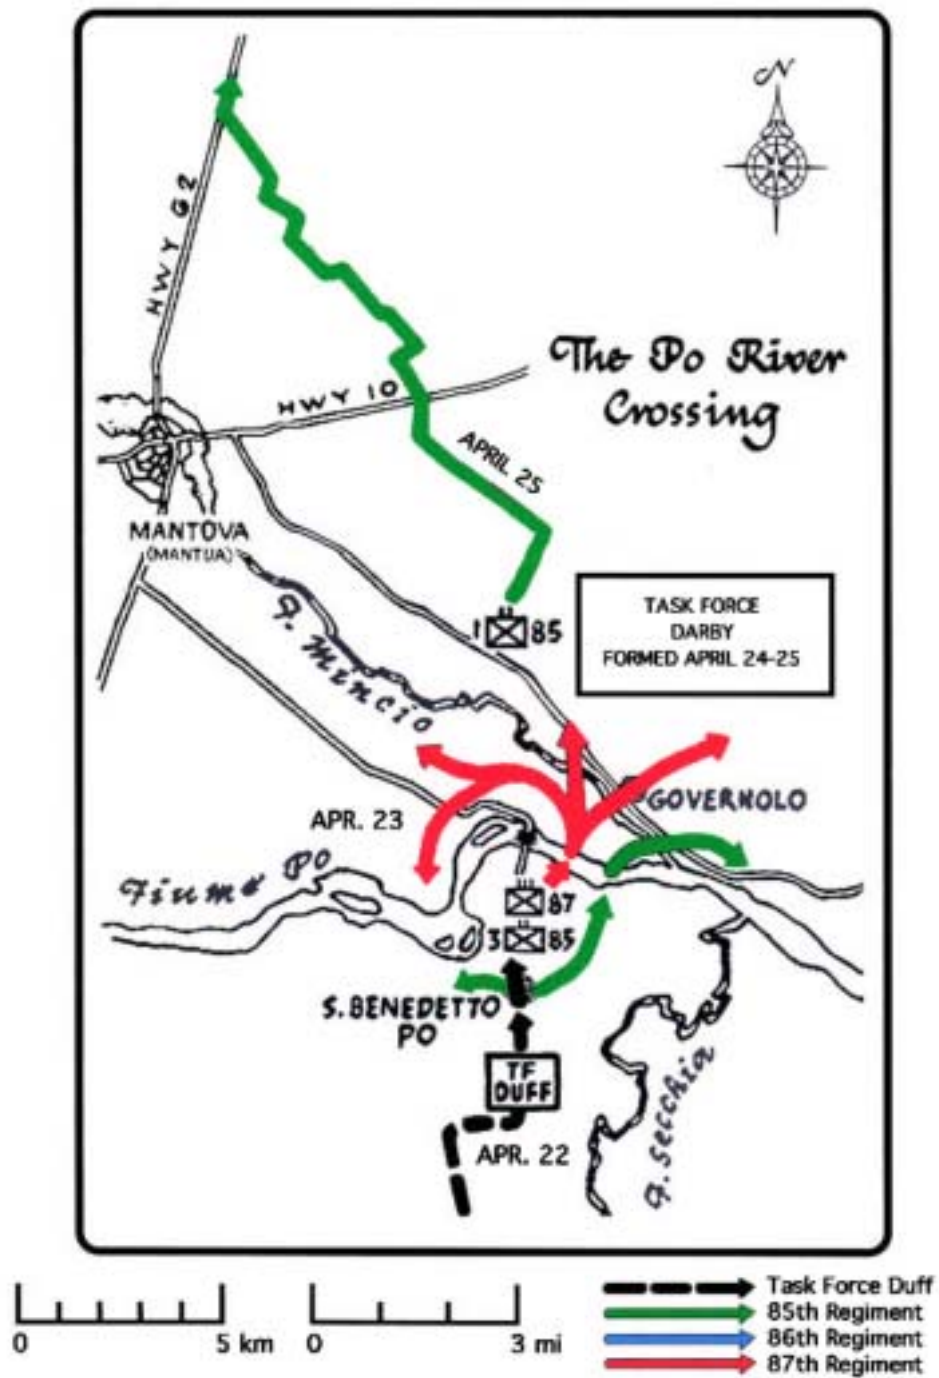 N
HWY 62
The Po River
Crossing
HWY 10
APRIL 25
MANTOVA
(MANTUA)
1 85
TASK FORCE
DARBY
FORMED APRIL 24-25
F. Mincio
GOVERNOLO
APR. 23
Fiume Po
87
3 85
S. BENEDETTO
PO
TF
DUFF
APR. 22
F. Secchia
0 5 km 0 3 mi
Task Force Duff
85th Regiment
86th Regiment
87th Regiment